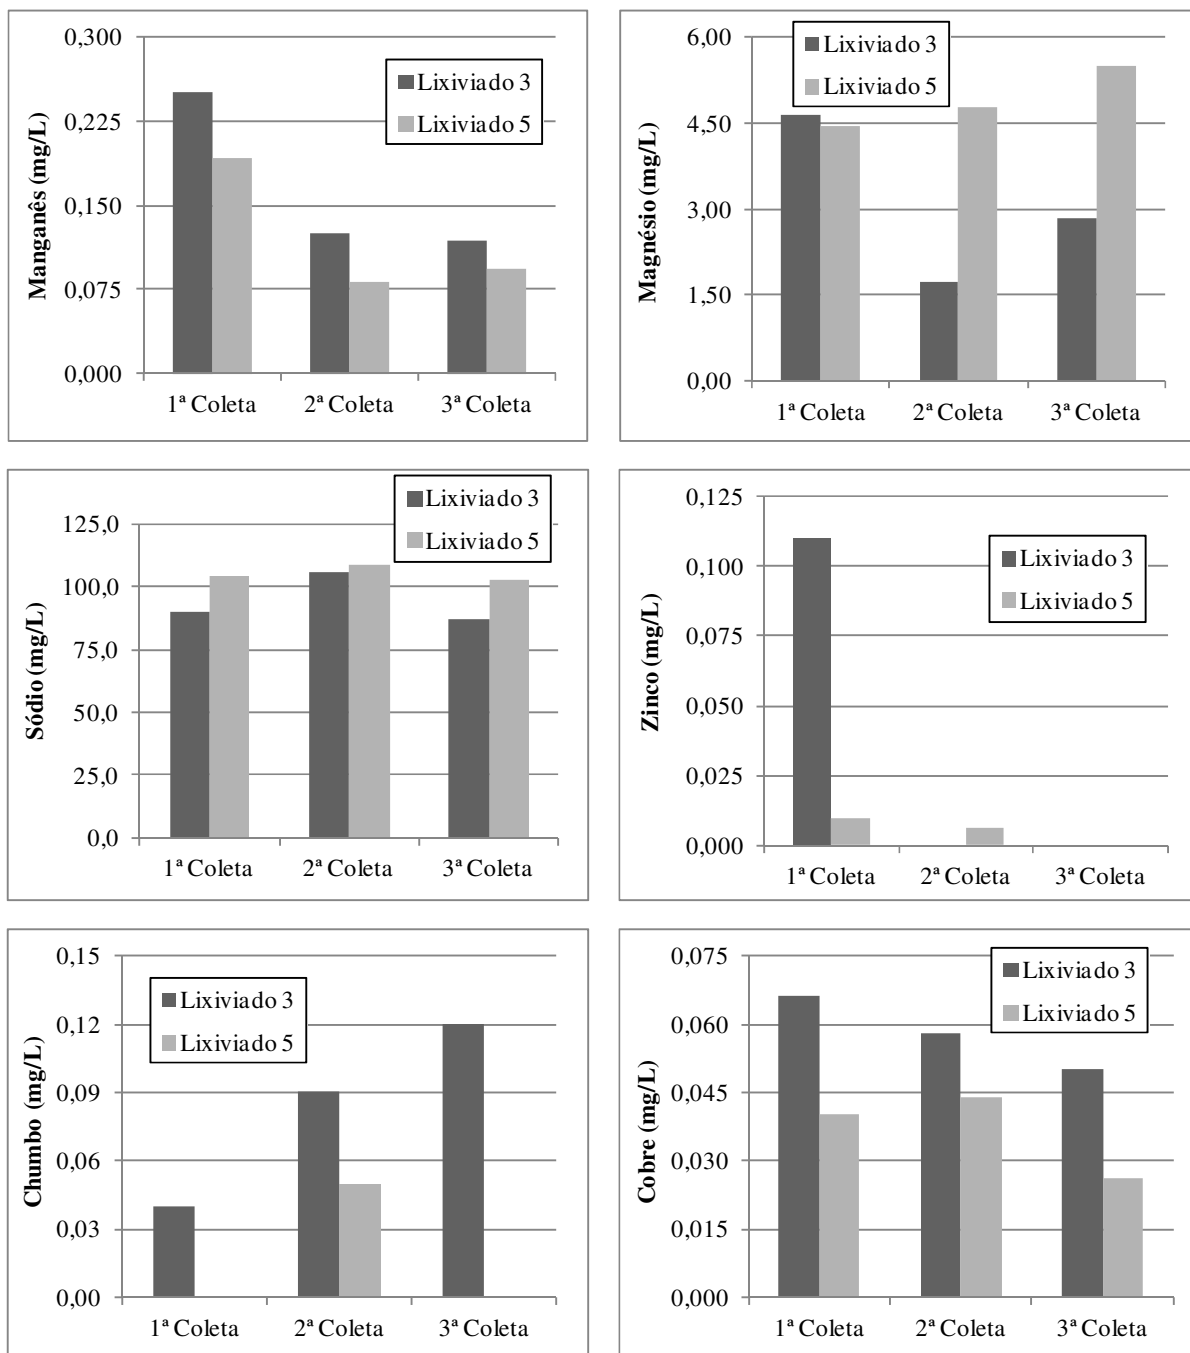 Manganês (mg/L)
0,300
0,225
0,150
0,075
0,000
Lixiviado 3
Lixiviado 5
1ª Coleta
2ª Coleta
3ª Coleta
Magnésio (mg/L)
6,00
4,50
3,00
1,50
0,00
Lixiviado 3
Lixiviado 5
1ª Coleta
2ª Coleta
3ª Coleta
Sódio (mg/L)
125,0
100,0
75,0
50,0
25,0
0,0
Lixiviado 3
Lixiviado 5
1ª Coleta
2ª Coleta
3ª Coleta
Zinco (mg/L)
0,125
0,100
0,075
0,050
0,025
0,000
Lixiviado 3
Lixiviado 5
1ª Coleta
2ª Coleta
3ª Coleta
Chumbo (mg/L)
0,15
0,12
0,09
0,06
0,03
0,00
Lixiviado 3
Lixiviado 5
1ª Coleta
2ª Coleta
3ª Coleta
Cobre (mg/L)
0,075
0,060
0,045
0,030
0,015
0,000
Lixiviado 3
Lixiviado 5
1ª Coleta
2ª Coleta
3ª Coleta